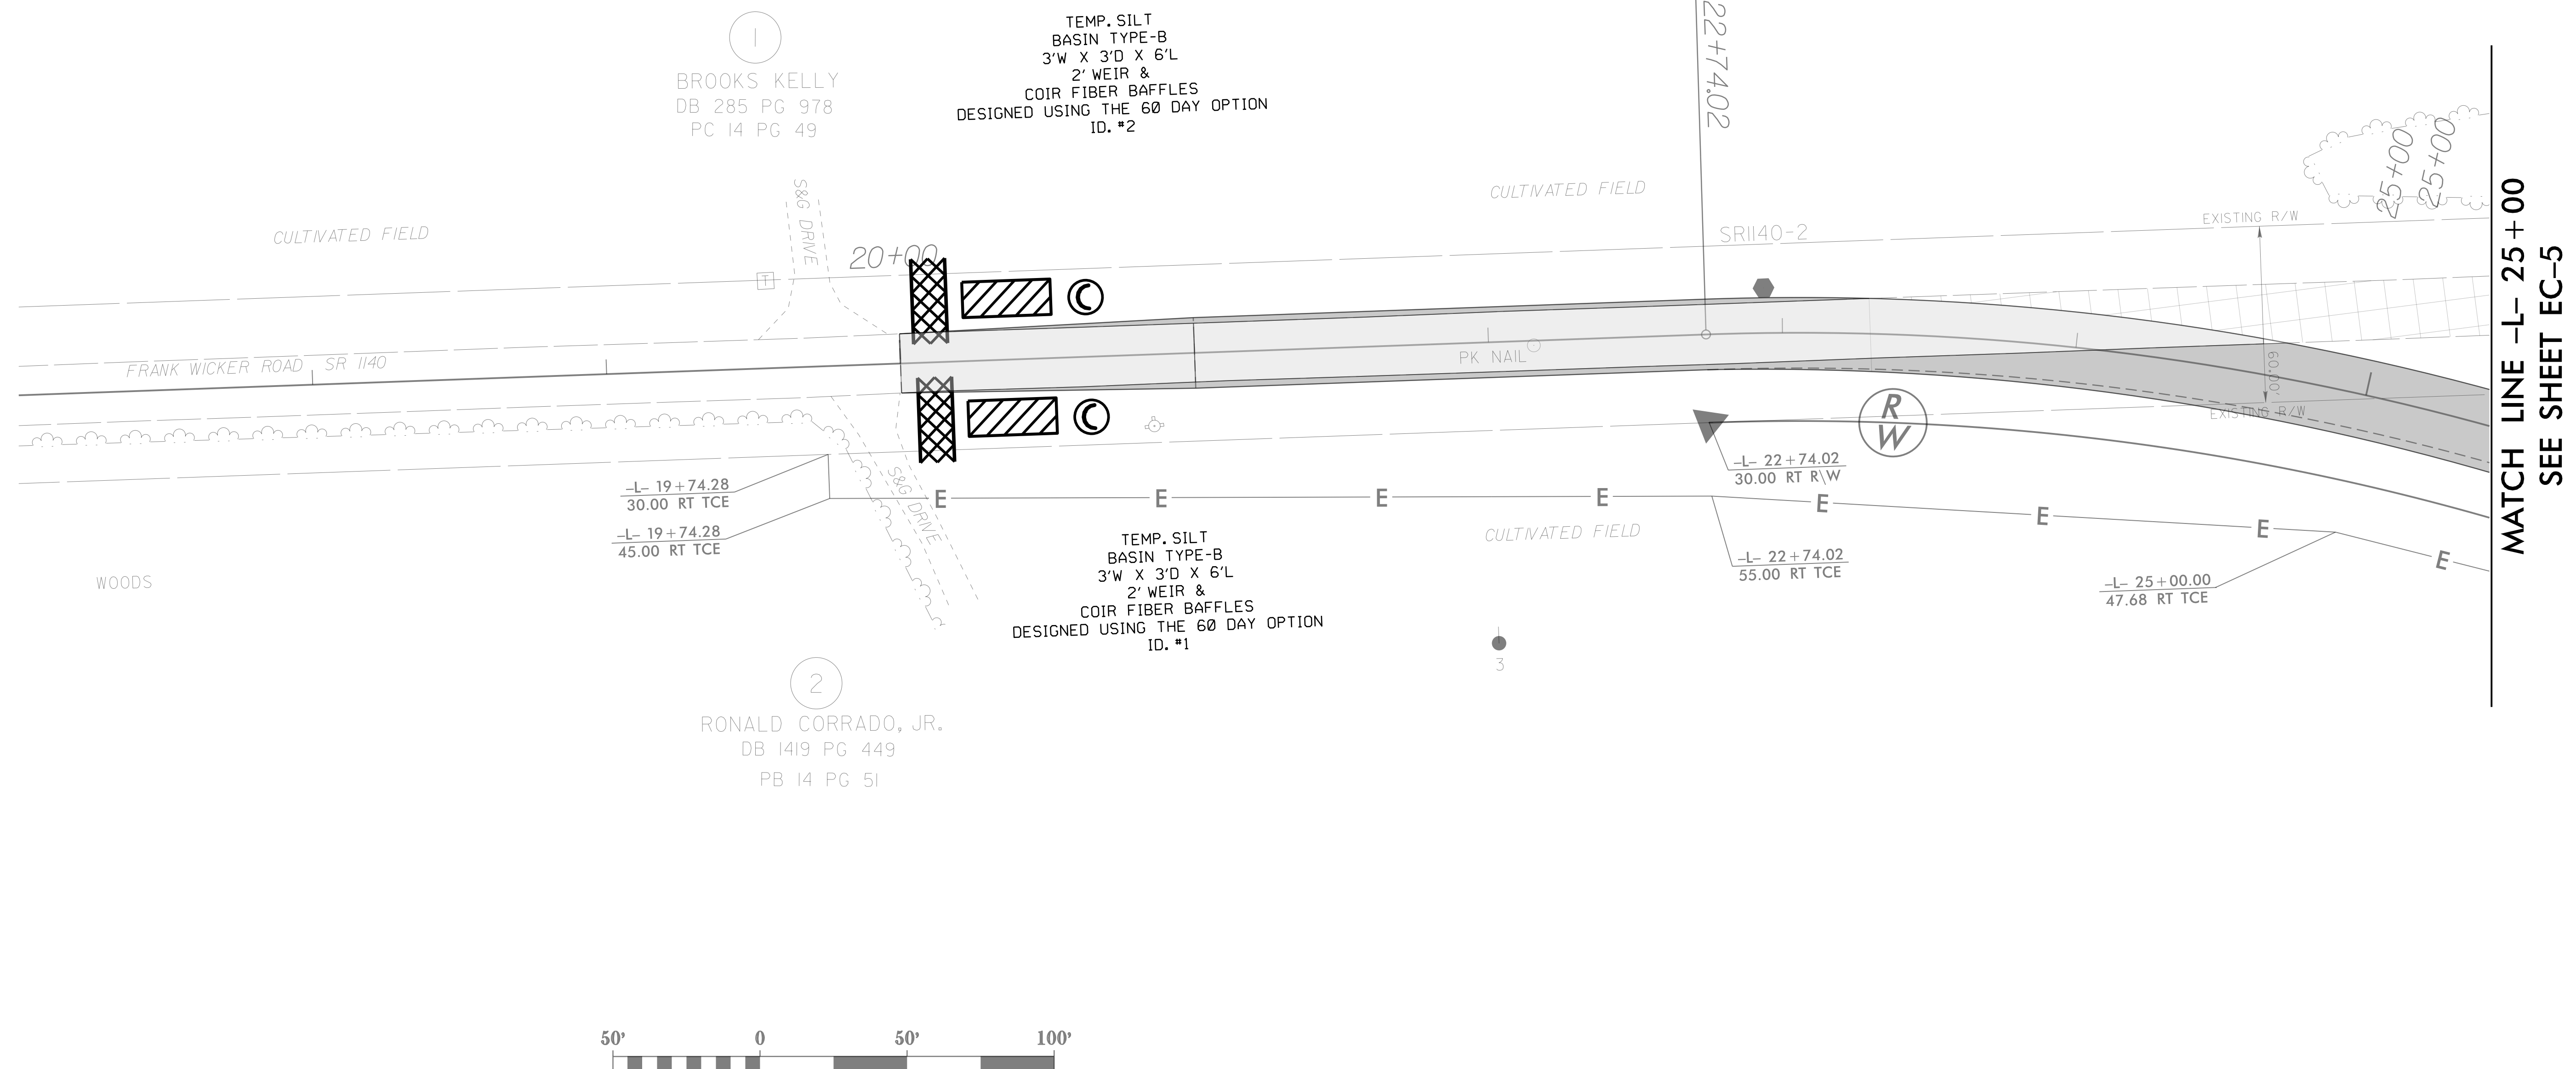 1
BROOKS KELLY
DB 285 PG 978
PC 14 PG 49
TEMP. SILT
BASIN TYPE-B
3'W X 3'D X 6'L
2' WEIR &
COIR FIBER BAFFLES
DESIGNED USING THE 60 DAY OPTION
ID. #2
22+74.02
CULTIVATED FIELD
S&G DRIVE
20+00
T
CULTIVATED FIELD
SR1140-2
EXISTING R/W
25+00
25+00
MATCH LINE -L- 25+00
SEE SHEET EC-5
FRANK WICKER ROAD SR 1140
C
C
PK NAIL
60.00'
EXISTING R/W
R
W
-L- 22+74.02
30.00 RT R\W
-L- 19+74.28
30.00 RT TCE
-L- 19+74.28
45.00 RT TCE
S&G DRIVE
E E E E E E E E
CULTIVATED FIELD
-L- 22+74.02
55.00 RT TCE
-L- 25+00.00
47.68 RT TCE
WOODS
TEMP. SILT
BASIN TYPE-B
3'W X 3'D X 6'L
2' WEIR &
COIR FIBER BAFFLES
DESIGNED USING THE 60 DAY OPTION
ID. #1
3
2
RONALD CORRADO, JR.
DB 1419 PG 449
PB 14 PG 51
50' 0 50' 100'